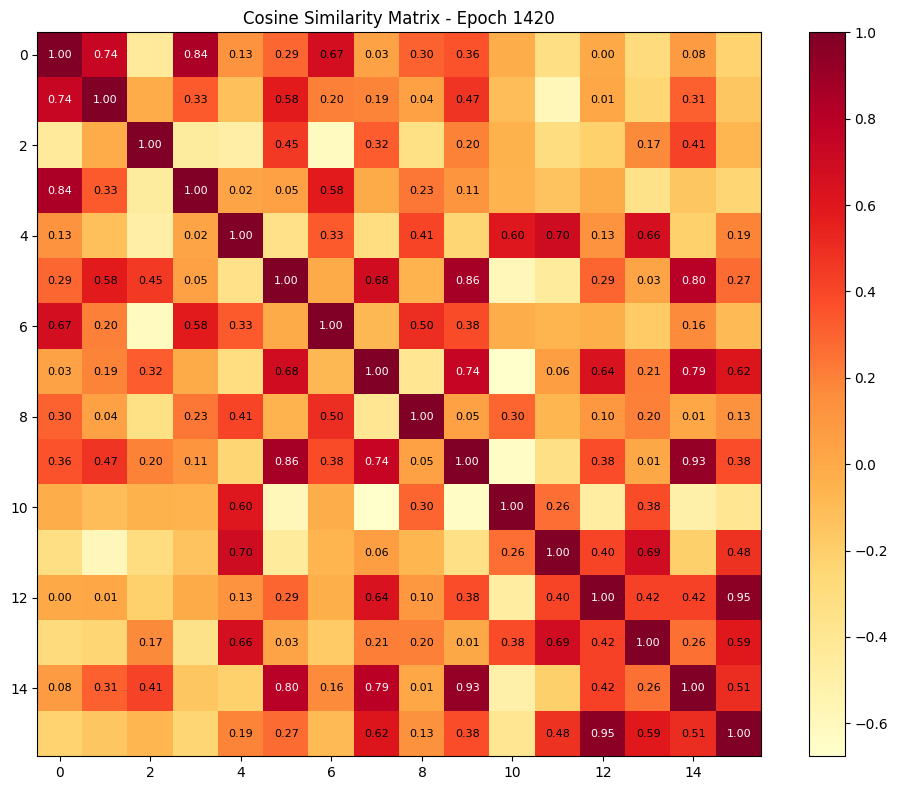 Cosine Similarity Matrix - Epoch 1420
0 1.00 0.74 0.84 0.13 0.29 0.67 0.03 0.30 0.36 0.00 0.08
0.74 1.00 0.33 0.58 0.20 0.19 0.04 0.47 0.01 0.31
2 1.00 0.45 0.32 0.20 0.17 0.41
0.84 0.33 1.00 0.02 0.05 0.58 0.23 0.11
4 0.13 0.02 1.00 0.33 0.41 0.60 0.70 0.13 0.66 0.19
0.29 0.58 0.45 0.05 1.00 0.68 0.86 0.29 0.03 0.80 0.27
6 0.67 0.20 0.58 0.33 1.00 0.50 0.38 0.16
0.03 0.19 0.32 0.68 1.00 0.74 0.06 0.64 0.21 0.79 0.62
8 0.30 0.04 0.23 0.41 0.50 1.00 0.05 0.30 0.10 0.20 0.01 0.13
0.36 0.47 0.20 0.11 0.86 0.38 0.74 0.05 1.00 0.38 0.01 0.93 0.38
10 0.60 0.30 1.00 0.26 0.38
0.70 0.06 0.26 1.00 0.40 0.69 0.48
12 0.00 0.01 0.13 0.29 0.64 0.10 0.38 0.40 1.00 0.42 0.42 0.95
0.17 0.66 0.03 0.21 0.20 0.01 0.38 0.69 0.42 1.00 0.26 0.59
14 0.08 0.31 0.41 0.80 0.16 0.79 0.01 0.93 0.42 0.26 1.00 0.51
0.19 0.27 0.62 0.13 0.38 0.48 0.95 0.59 0.51 1.00
0 2 4 6 8 10 12 14
1.0
0.8
0.6
0.4
0.2
0.0
−0.2
−0.4
−0.6